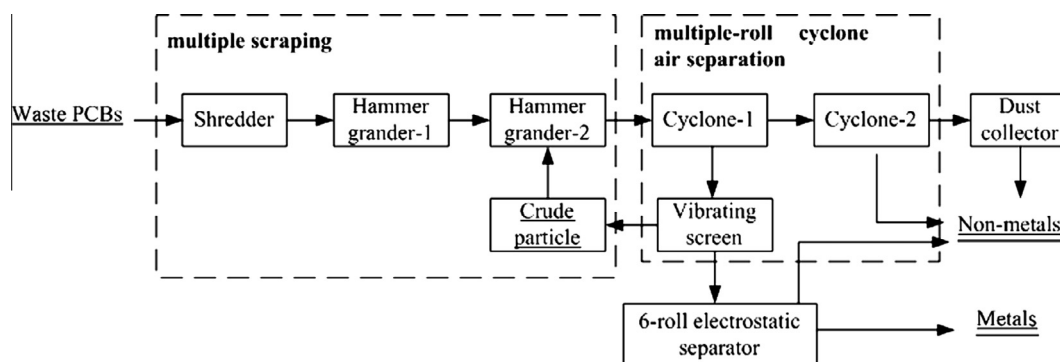 multiple scraping
multiple-roll cyclone
air separation
Waste PCBs
Shredder
Hammer
grander-1
Hammer
grander-2
Cyclone-1
Cyclone-2
Dust
collector
Crude
particle
Vibrating
screen
Non-metals
6-roll electrostatic
separator
Metals